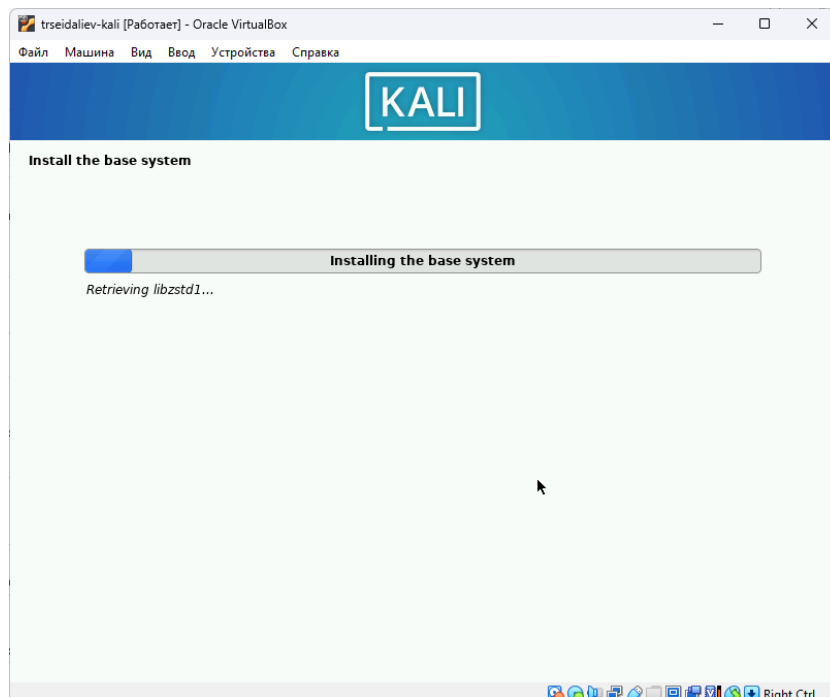 trseidaliev-kali [Работает] - Oracle VirtualBox
Файл Машина Вид Ввод Устройства Справка
KALI
Install the base system
Installing the base system
Retrieving libzstd1...
Right Ctrl